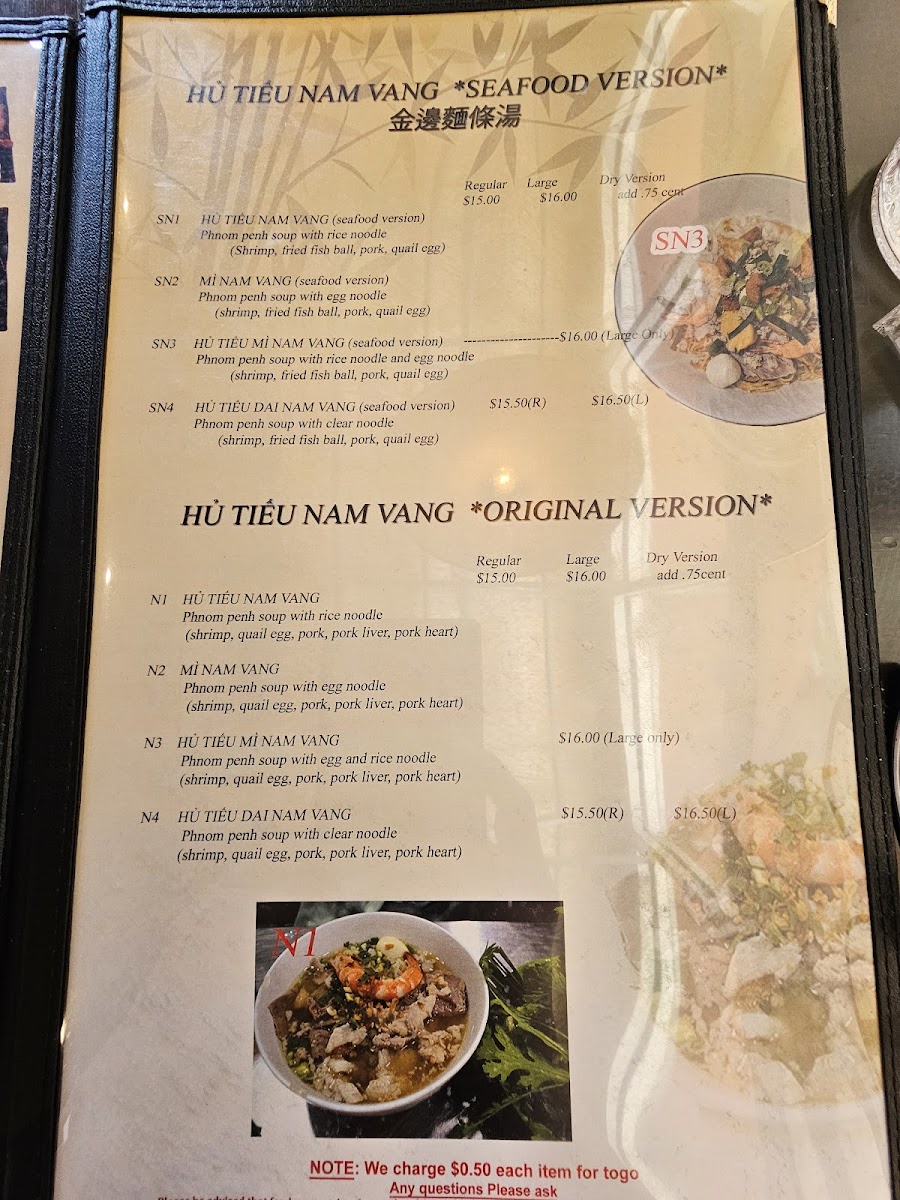 HỦ TIẾU NAM VANG *SEAFOOD VERSION*
金邊麵條湯
Regular Large Dry Version
$15.00 $16.00 add .75 cent
SN1 HỦ TIẾU NAM VANG (seafood version)
Phnom penh soup with rice noodle
(Shrimp, fried fish ball, pork, quail egg)
SN3
SN2 MÌ NAM VANG (seafood version)
Phnom penh soup with egg noodle
(shrimp, fried fish ball, pork, quail egg)
SN3 HỦ TIẾU MÌ NAM VANG (seafood version) ---------------------$16.00 (Large Only)
Phnom penh soup with rice noodle and egg noodle
(shrimp, fried fish ball, pork, quail egg)
SN4 HỦ TIẾU DAI NAM VANG (seafood version) $15.50(R) $16.50(L)
Phnom penh soup with clear noodle
(shrimp, fried fish ball, pork, quail egg)
HỦ TIẾU NAM VANG *ORIGINAL VERSION*
Regular Large Dry Version
$15.00 $16.00 add .75cent
N1 HỦ TIẾU NAM VANG
Phnom penh soup with rice noodle
(shrimp, quail egg, pork, pork liver, pork heart)
N2 MÌ NAM VANG
Phnom penh soup with egg noodle
(shrimp, quail egg, pork, pork liver, pork heart)
N3 HỦ TIẾU MÌ NAM VANG $16.00 (Large only)
Phnom penh soup with egg and rice noodle
(shrimp, quail egg, pork, pork liver, pork heart)
N4 HỦ TIẾU DAI NAM VANG $15.50(R) $16.50(L)
Phnom penh soup with clear noodle
(shrimp, quail egg, pork, pork liver, pork heart)
N1
NOTE: We charge $0.50 each item for togo
Any questions Please ask